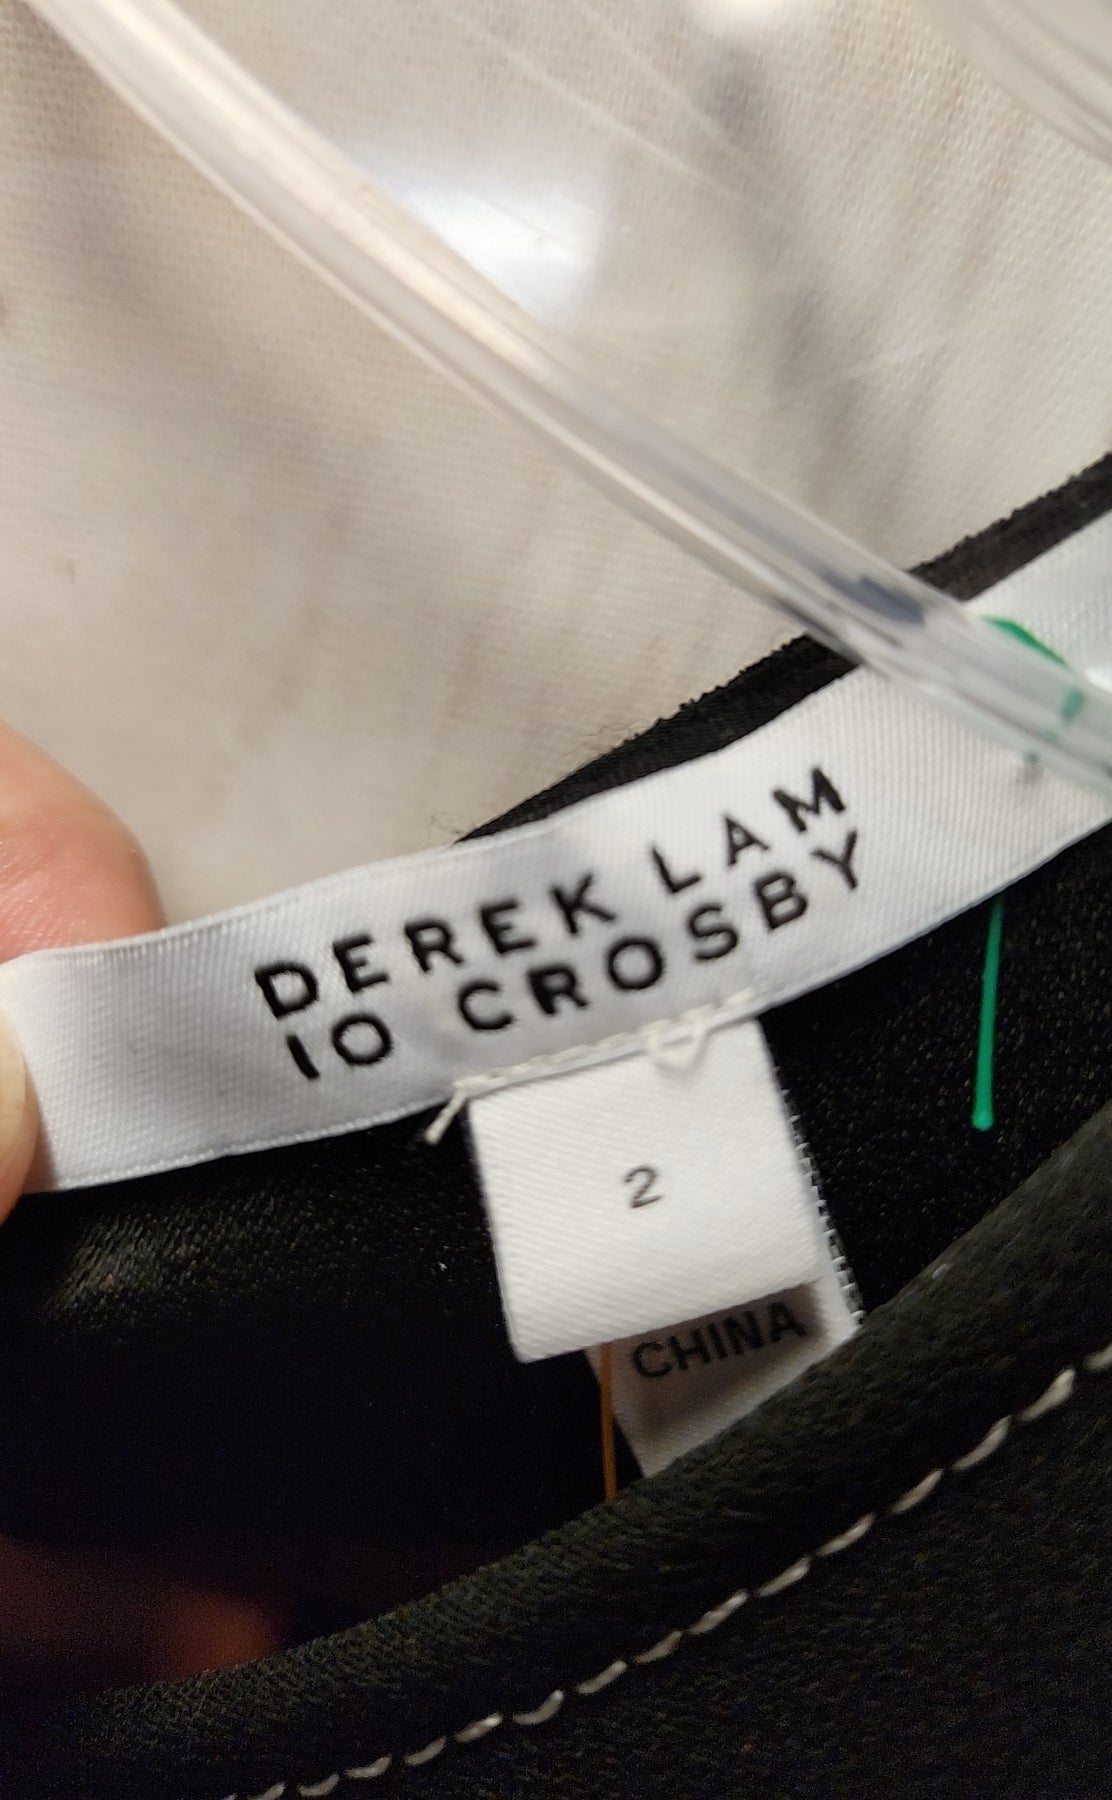 DEREK LAM
10 CROSBY
2
CHINA